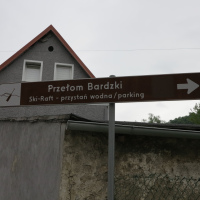 Przełom Bardzki
Ski-Raft - przystań wodna/parking